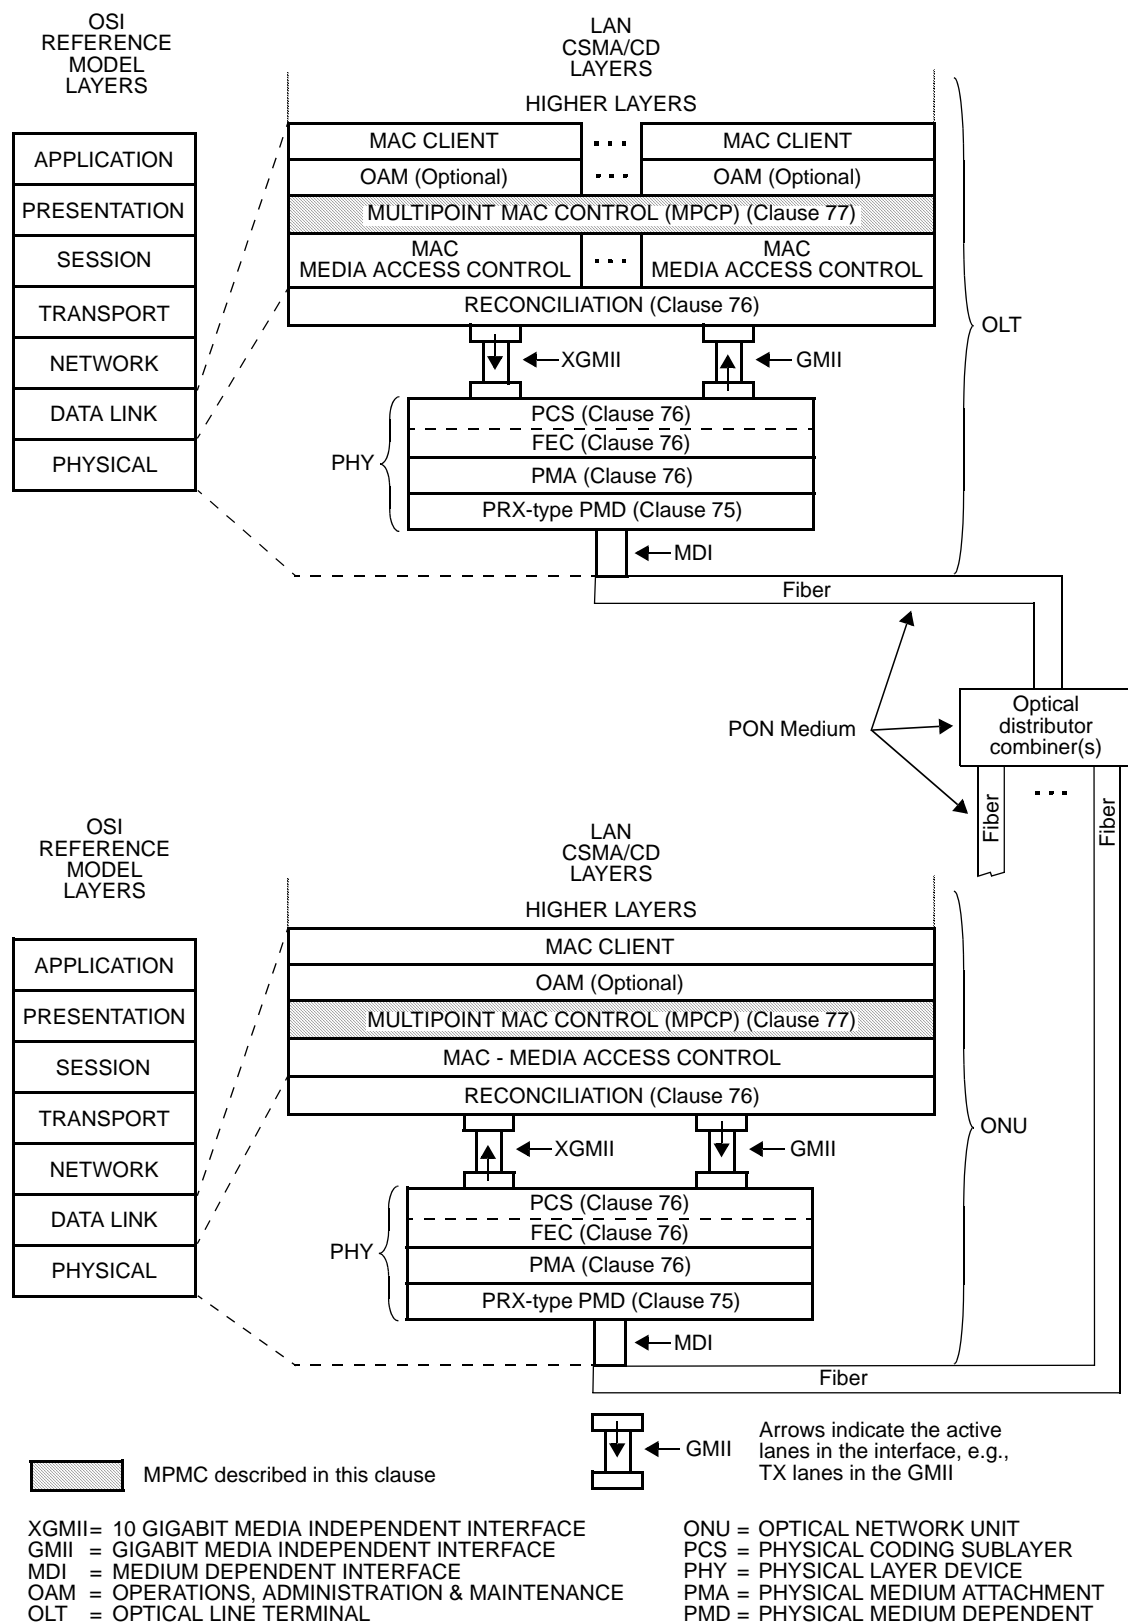 OSI
REFERENCE
MODEL
LAYERS
LAN
CSMA/CD
LAYERS
HIGHER LAYERS
APPLICATION
PRESENTATION
SESSION
TRANSPORT
NETWORK
DATA LINK
PHYSICAL
MAC CLIENT
...
MAC CLIENT
OAM (Optional)
...
OAM (Optional)
MULTIPOINT MAC CONTROL (MPCP) (Clause 77)
MAC
MEDIA ACCESS CONTROL
...
MAC
MEDIA ACCESS CONTROL
RECONCILIATION (Clause 76)
OLT
XGMII
GMII
PHY
PCS (Clause 76)
FEC (Clause 76)
PMA (Clause 76)
PRX-type PMD (Clause 75)
MDI
Fiber
PON Medium
Optical
distributor
combiner(s)
Fiber
...
Fiber
OSI
REFERENCE
MODEL
LAYERS
LAN
CSMA/CD
LAYERS
HIGHER LAYERS
APPLICATION
PRESENTATION
SESSION
TRANSPORT
NETWORK
DATA LINK
PHYSICAL
MAC CLIENT
OAM (Optional)
MULTIPOINT MAC CONTROL (MPCP) (Clause 77)
MAC - MEDIA ACCESS CONTROL
RECONCILIATION (Clause 76)
ONU
XGMII
GMII
PHY
PCS (Clause 76)
FEC (Clause 76)
PMA (Clause 76)
PRX-type PMD (Clause 75)
MDI
Fiber
MPMC described in this clause
GMII
Arrows indicate the active
lanes in the interface, e.g.,
TX lanes in the GMII
XGMII= 10 GIGABIT MEDIA INDEPENDENT INTERFACE
GMII = GIGABIT MEDIA INDEPENDENT INTERFACE
MDI = MEDIUM DEPENDENT INTERFACE
OAM = OPERATIONS, ADMINISTRATION & MAINTENANCE
OLT = OPTICAL LINE TERMINAL
ONU = OPTICAL NETWORK UNIT
PCS = PHYSICAL CODING SUBLAYER
PHY = PHYSICAL LAYER DEVICE
PMA = PHYSICAL MEDIUM ATTACHMENT
PMD = PHYSICAL MEDIUM DEPENDENT